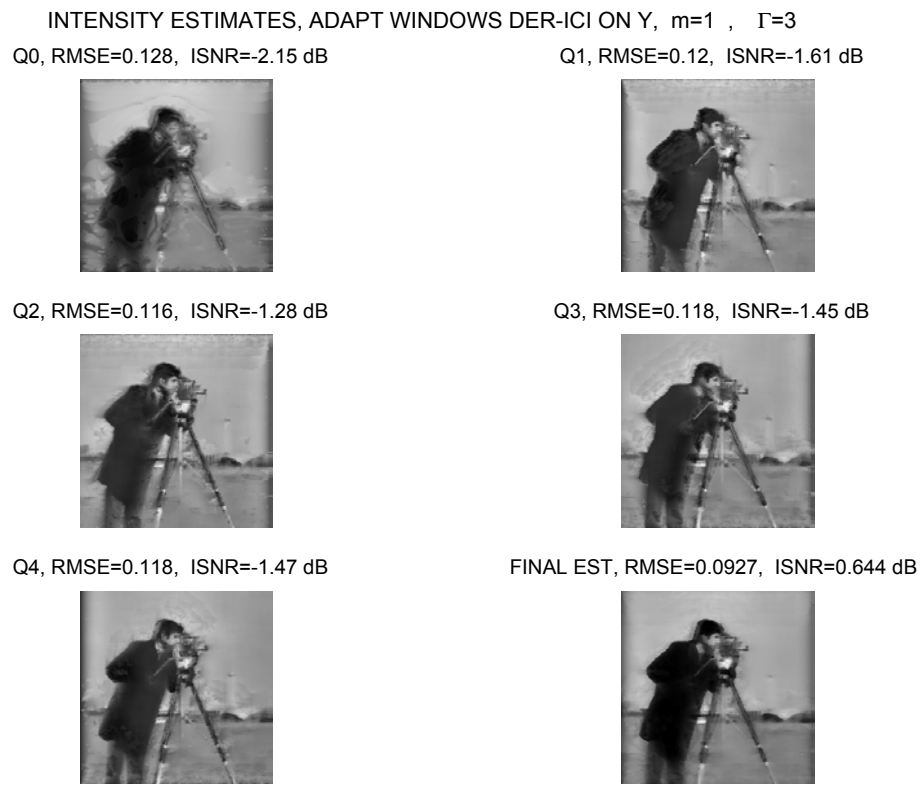 INTENSITY ESTIMATES, ADAPT WINDOWS DER-ICI ON Y, m=1 , Γ=3
Q0, RMSE=0.128, ISNR=-2.15 dB
Q1, RMSE=0.12, ISNR=-1.61 dB
Q2, RMSE=0.116, ISNR=-1.28 dB
Q3, RMSE=0.118, ISNR=-1.45 dB
Q4, RMSE=0.118, ISNR=-1.47 dB
FINAL EST, RMSE=0.0927, ISNR=0.644 dB